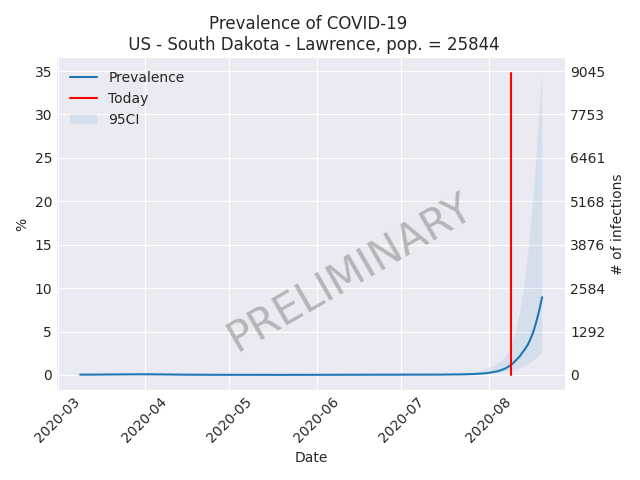 Prevalence of COVID-19
US - South Dakota - Lawrence, pop. = 25844
Prevalence
Today
95CI
35
30
25
20
15
10
5
0
%
9045
7753
6461
5168
3876
2584
1292
0
# of infections
PRELIMINARY
2020-03
2020-04
2020-05
2020-06
2020-07
2020-08
Date